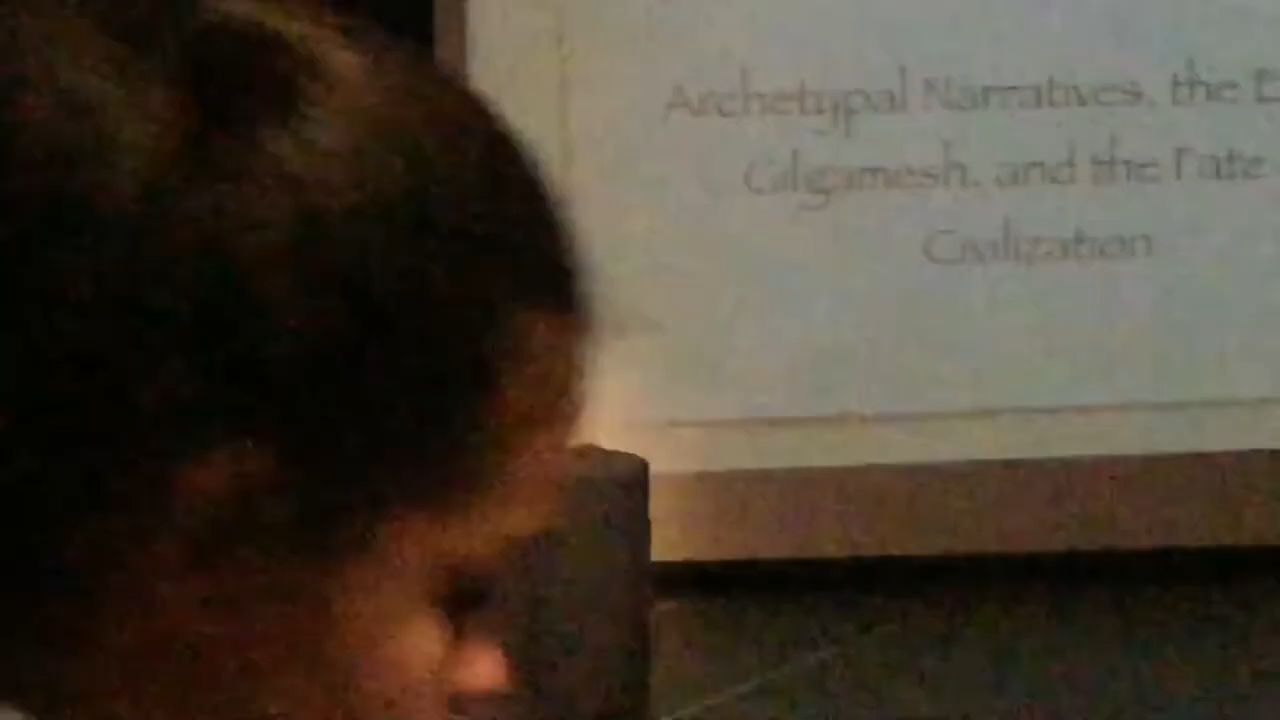 Archetypal Narratives, the E
Gilgamesh, and the Fate
Civilization